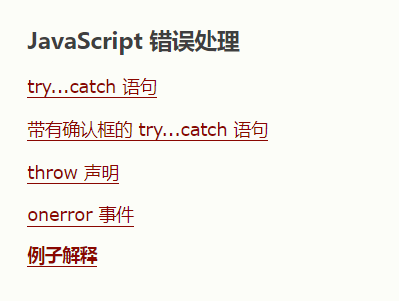 JavaScript 错误处理
try...catch 语句
带有确认框的 try...catch 语句
throw 声明
onerror 事件
例子解释